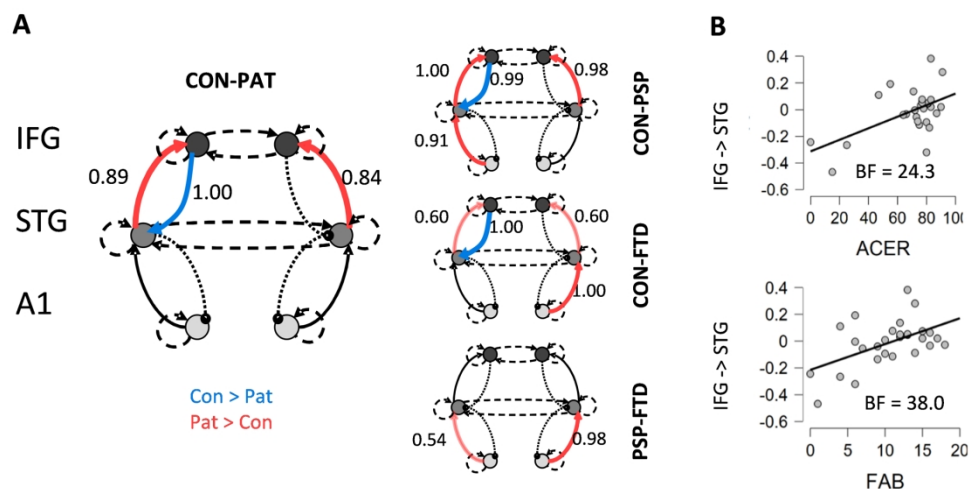 A
CON-PAT
IFG
STG
A1
0.89
1.00
0.84
Con > Pat
Pat > Con
1.00
0.99
0.98
0.91
CON-PSP
0.60
1.00
0.60
1.00
CON-FTD
0.54
0.98
PSP-FTD
B
IFG -> STG
0.4
0.2
0
-0.2
-0.4
-0.6
BF = 24.3
0 20 40 60 80 100
ACER
IFG -> STG
0.4
0.2
0
-0.2
-0.4
-0.6
BF = 38.0
0 5 10 15 20
FAB